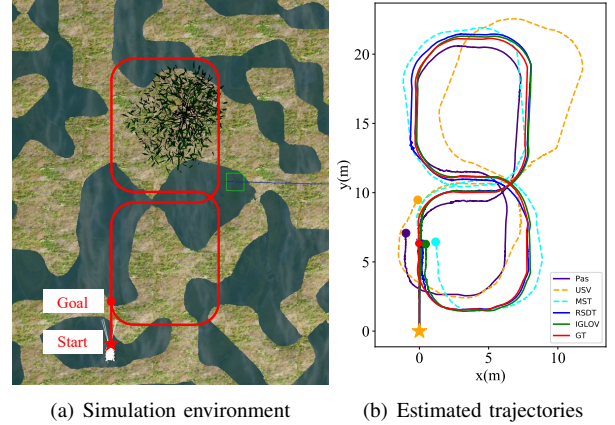 Goal
Start
20
15
10
5
0
y(m)
0
5
10
x(m)
Pas
USV
MST
RSDT
IGLOV
GT
(a) Simulation environment
(b) Estimated trajectories